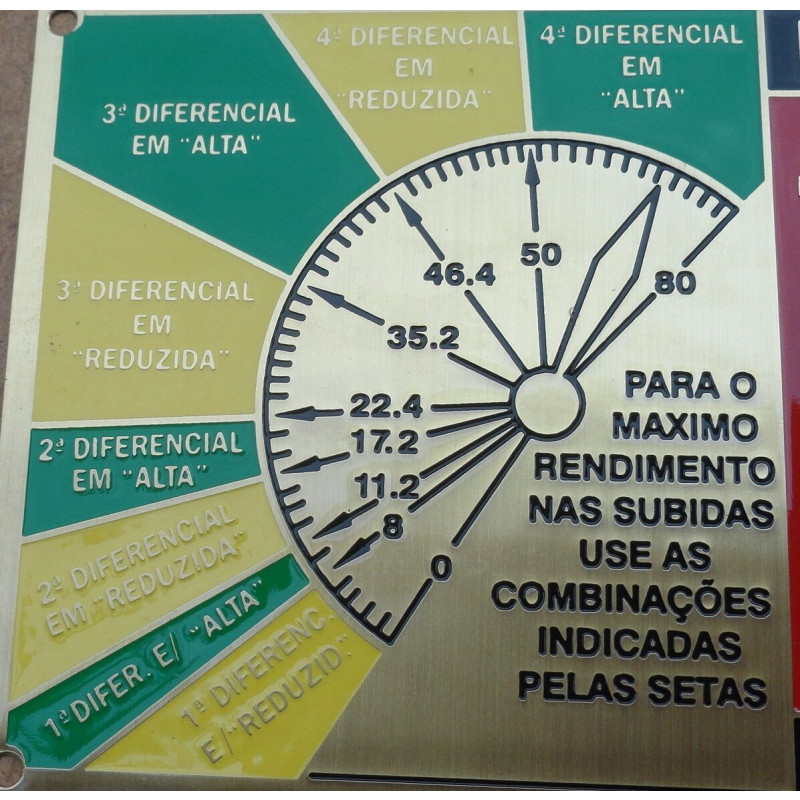 4ª DIFERENCIAL
EM
"REDUZIDA"
4ª DIFERENCIAL
EM
"ALTA"
3ª DIFERENCIAL
EM "ALTA"
3ª DIFERENCIAL
EM
"REDUZIDA"
2ª DIFERENCIAL
EM "ALTA"
2ª DIFERENCIAL
EM "REDUZIDA"
1ª DIFER. E/ "ALTA"
1ª DIFERENC.
E/"REDUZID."
50
46.4
80
35.2
22.4
17.2
11.2
8
0
PARA O
MAXIMO
RENDIMENTO
NAS SUBIDAS
USE AS
COMBINAÇÕES
INDICADAS
PELAS SETAS